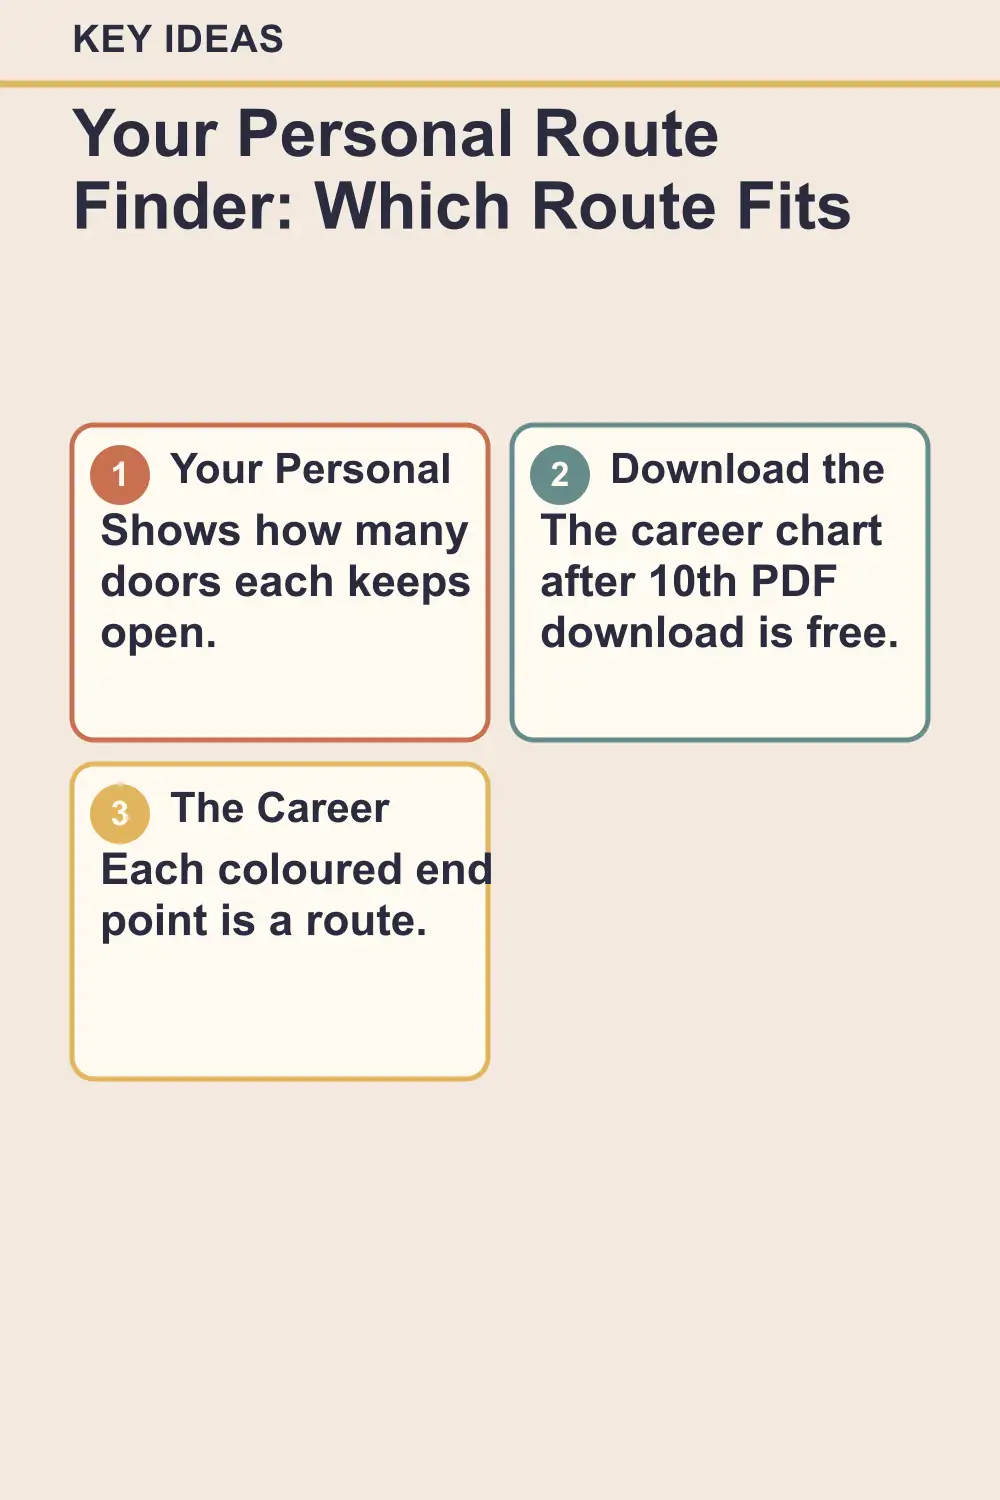 KEY IDEAS
Your Personal Route
Finder: Which Route Fits
1 Your Personal
Shows how many
doors each keeps
open.
2 Download the
The career chart
after 10th PDF
download is free.
3 The Career
Each coloured end
point is a route.